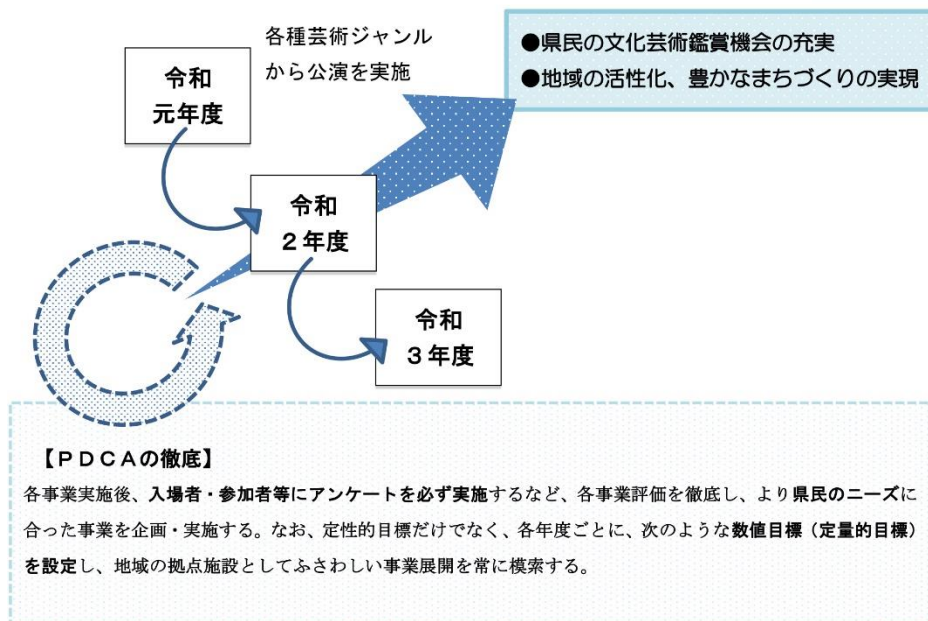 各種芸術ジャンル
から公演を実施
●県民の文化芸術鑑賞機会の充実
●地域の活性化、豊かなまちづくりの実現
令和
元年度
令和
２年度
令和
３年度
【ＰＤＣＡの徹底】
各事業実施後、入場者・参加者等にアンケートを必ず実施するなど、各事業評価を徹底し、より県民のニーズに
合った事業を企画・実施する。なお、定性的目標だけでなく、各年度ごとに、次のような数値目標（定量的目標）
を設定し、地域の拠点施設としてふさわしい事業展開を常に模索する。